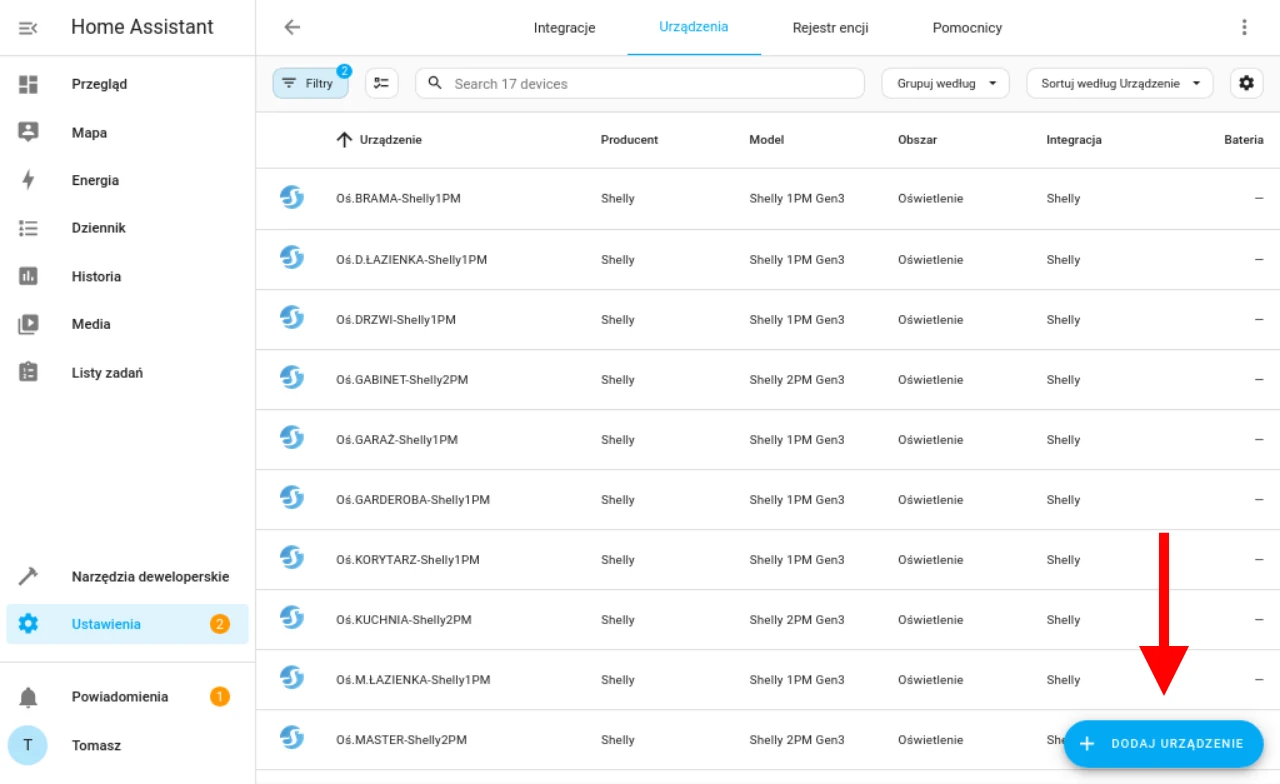 Home Assistant
Integracje Urządzenia Rejestr encji Pomocnicy
Przegląd
Mapa
Energia
Dziennik
Historia
Media
Listy zadań
Narzędzia deweloperskie
Ustawienia 2
Powiadomienia 1
T Tomasz
Filtry 2 Search 17 devices Grupuj według Sortuj według Urządzenie
Urządzenie Producent Model Obszar Integracja Bateria
Oś.BRAMA-Shelly1PM Shelly Shelly 1PM Gen3 Oświetlenie Shelly –
Oś.D.ŁAZIENKA-Shelly1PM Shelly Shelly 1PM Gen3 Oświetlenie Shelly –
Oś.DRZWI-Shelly1PM Shelly Shelly 1PM Gen3 Oświetlenie Shelly –
Oś.GABINET-Shelly2PM Shelly Shelly 2PM Gen3 Oświetlenie Shelly –
Oś.GARAŻ-Shelly1PM Shelly Shelly 1PM Gen3 Oświetlenie Shelly –
Oś.GARDEROBA-Shelly1PM Shelly Shelly 1PM Gen3 Oświetlenie Shelly –
Oś.KORYTARZ-Shelly1PM Shelly Shelly 1PM Gen3 Oświetlenie Shelly –
Oś.KUCHNIA-Shelly2PM Shelly Shelly 2PM Gen3 Oświetlenie Shelly –
Oś.M.ŁAZIENKA-Shelly1PM Shelly Shelly 1PM Gen3 Oświetlenie Shelly –
Oś.MASTER-Shelly2PM Shelly Shelly 2PM Gen3 Oświetlenie
DODAJ URZĄDZENIE